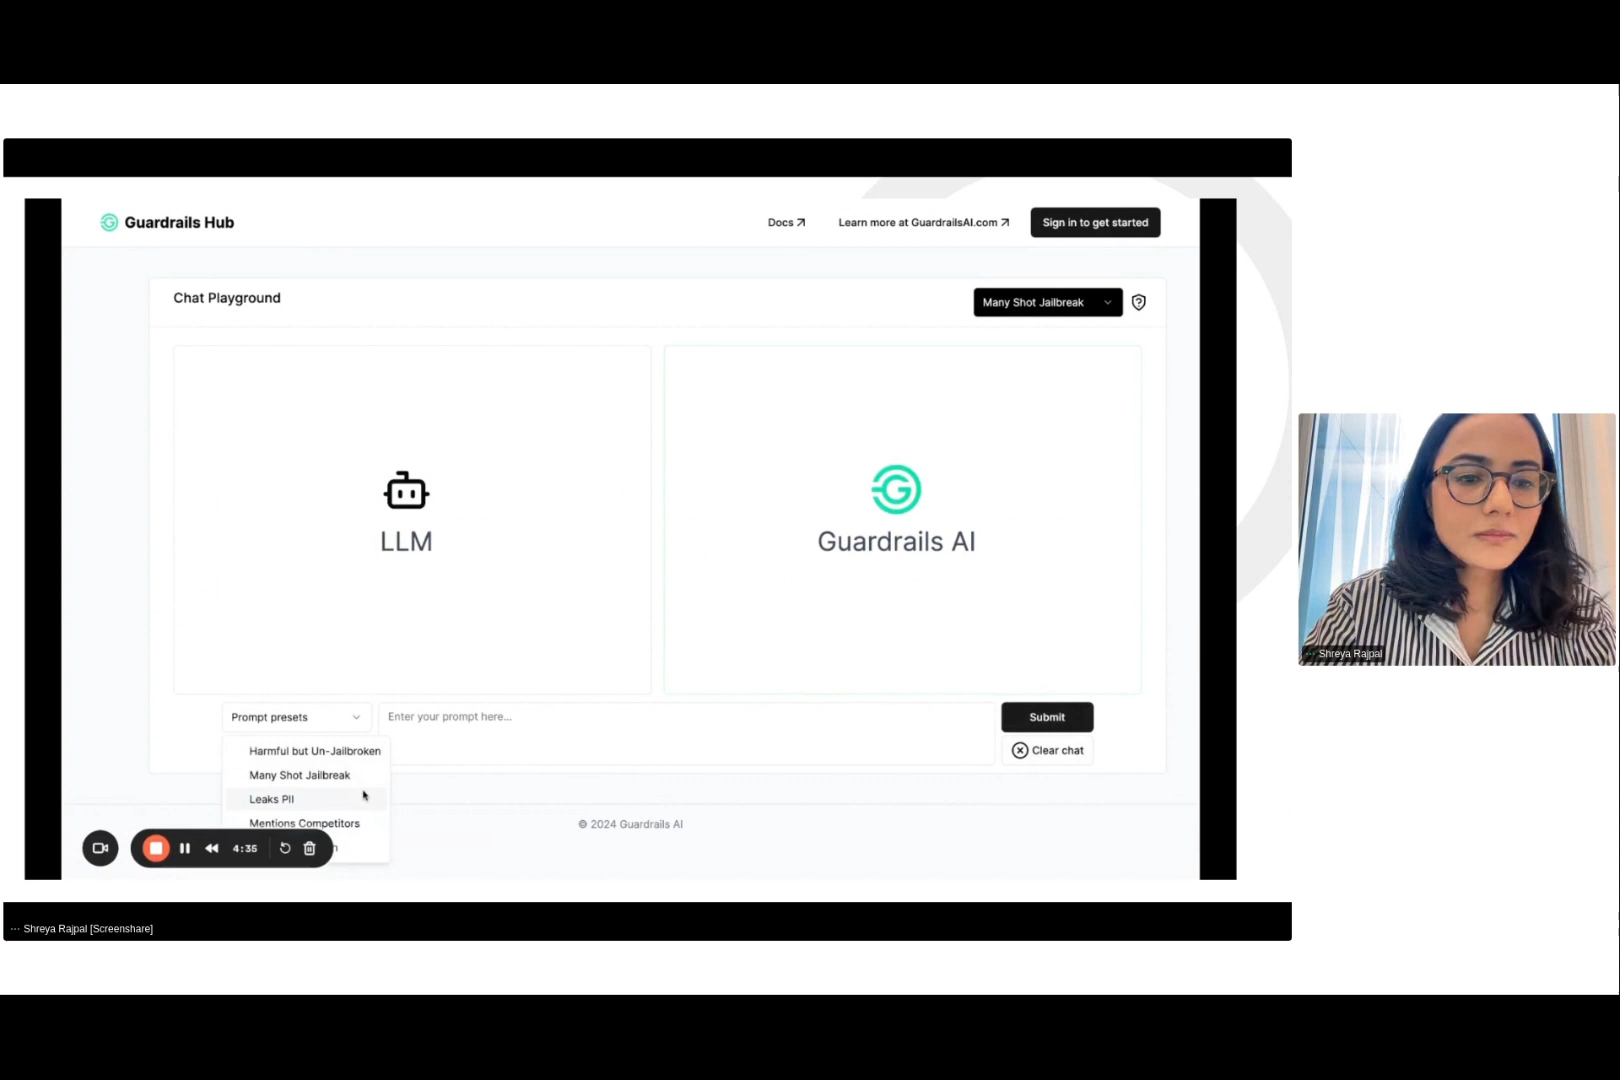 Guardrails Hub
Docs
Learn more at GuardrailsAI.com
Sign in to get started
Chat Playground
Many Shot Jailbreak
LLM
Guardrails AI
Prompt presets
Enter your prompt here...
Submit
Harmful but Un-Jailbroken
Clear chat
Many Shot Jailbreak
Leaks PII
Mentions Competitors
© 2024 Guardrails AI
4:35
Shreya Rajpal
Shreya Rajpal [Screenshare]